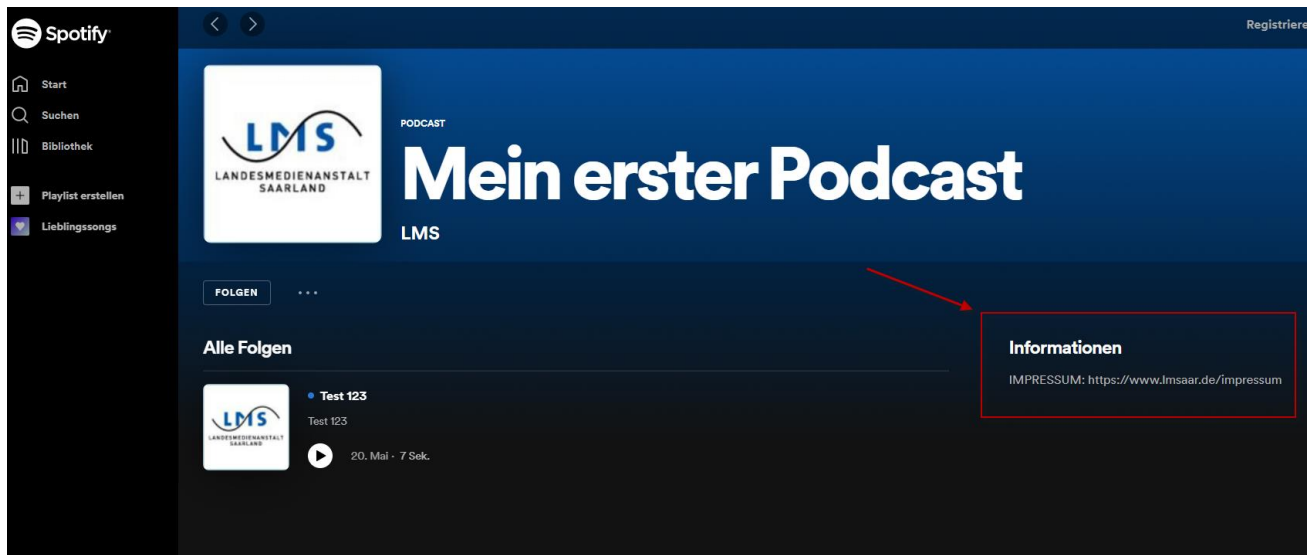 Spotify
Registriere
Start
Suchen
Bibliothek
Playlist erstellen
Lieblingssongs
LMS
LANDESMEDIENANSTALT
SAARLAND
PODCAST
Mein erster Podcast
LMS
FOLGEN
Alle Folgen
LMS
LANDESMEDIENANSTALT
SAARLAND
Test 123
Test 123
20. Mai · 7 Sek.
Informationen
IMPRESSUM: https://www.lmsaar.de/impressum